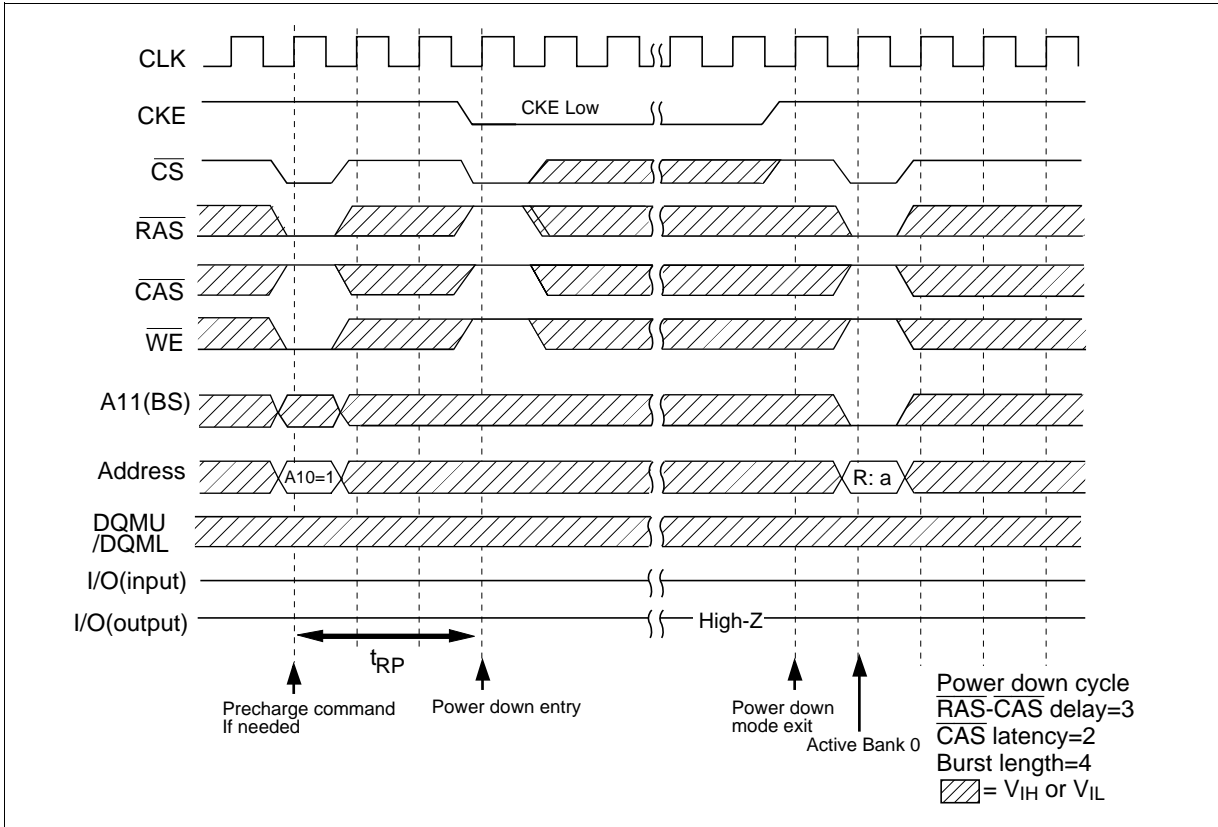 CLK
CKE
CKE Low
CS
RAS
CAS
WE
A11(BS)
Address
A10=1
R: a
DQMU
/DQML
I/O(input)
I/O(output)
High-Z
tRP
Precharge command
If needed
Power down entry
Power down
mode exit
Active Bank 0
Power down cycle
RAS-CAS delay=3
CAS latency=2
Burst length=4
= VIH or VIL